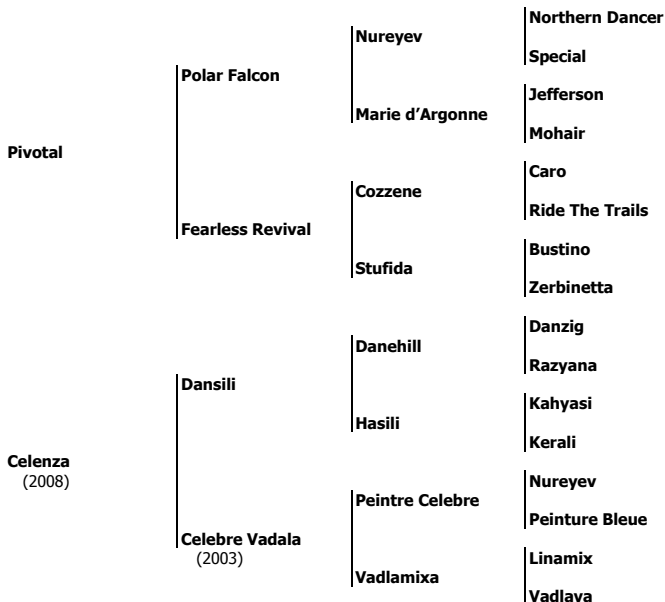 Northern Dancer
Nureyev
Special
Polar Falcon
Jefferson
Marie d'Argonne
Mohair
Pivotal
Caro
Cozzene
Ride The Trails
Fearless Revival
Bustino
Stufida
Zerbinetta
Danzig
Danehill
Razyana
Dansili
Kahyasi
Hasili
Kerali
Celenza
(2008)
Nureyev
Peintre Celebre
Peinture Bleue
Celebre Vadala
(2003)
Linamix
Vadlamixa
Vadlava